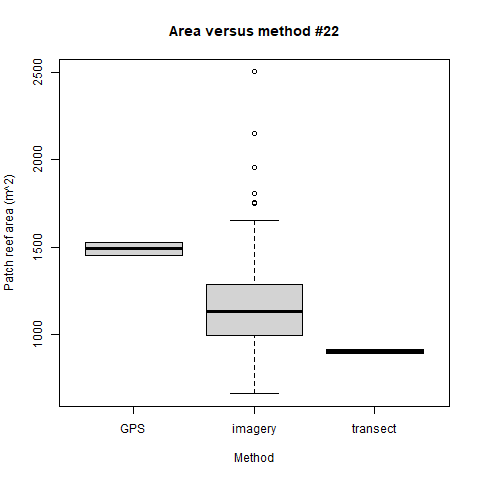 Area versus method #22
Patch reef area (m^2)
2500
2000
1500
1000
GPS imagery transect
Method